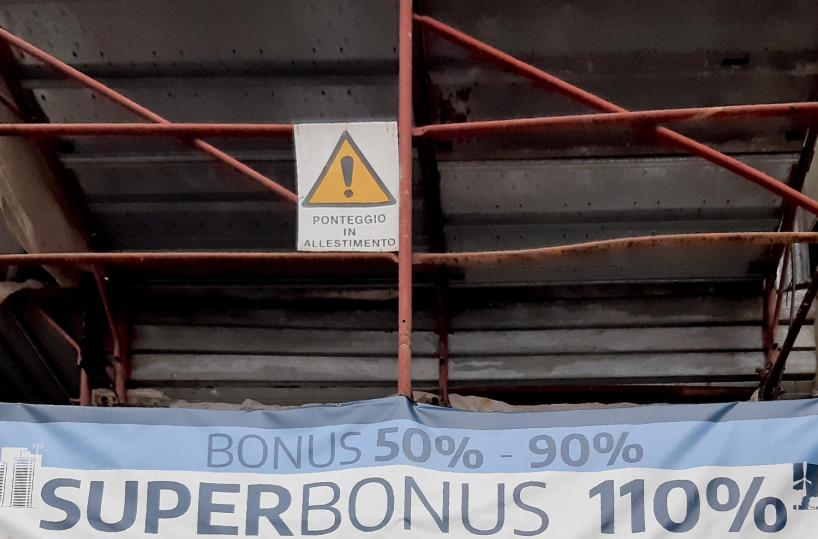 PONTEGGIO
IN
ALLESTIMENTO
BONUS 50% - 90%
SUPERBONUS 110%